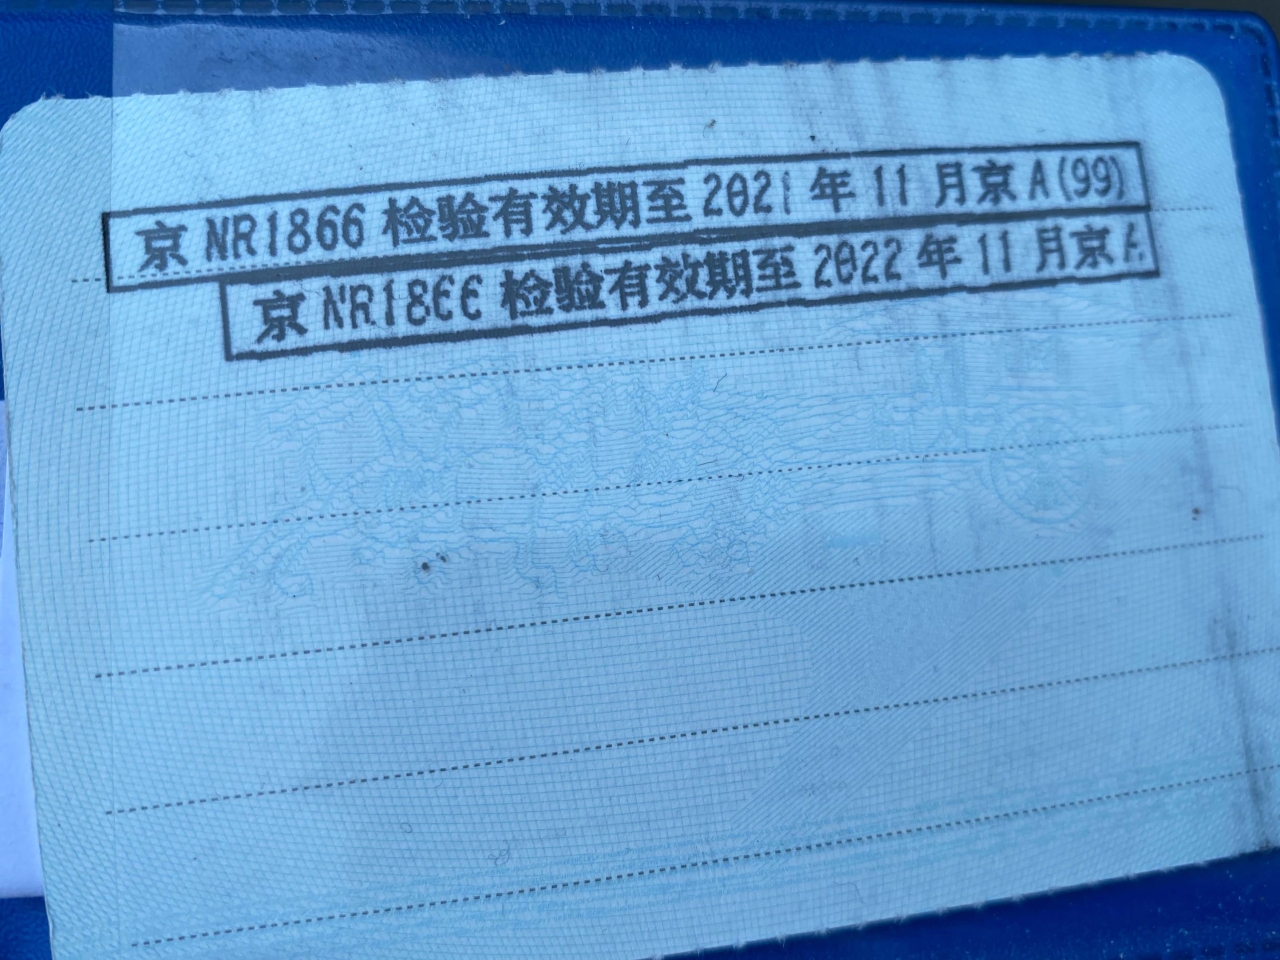 京 NR1866 检验有效期至 2021 年 11 月京 A(99)
京 NR1866 检验有效期至 2022 年 11 月京 A